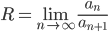 R = lim_{n→∞} a_n / a_{n+1}